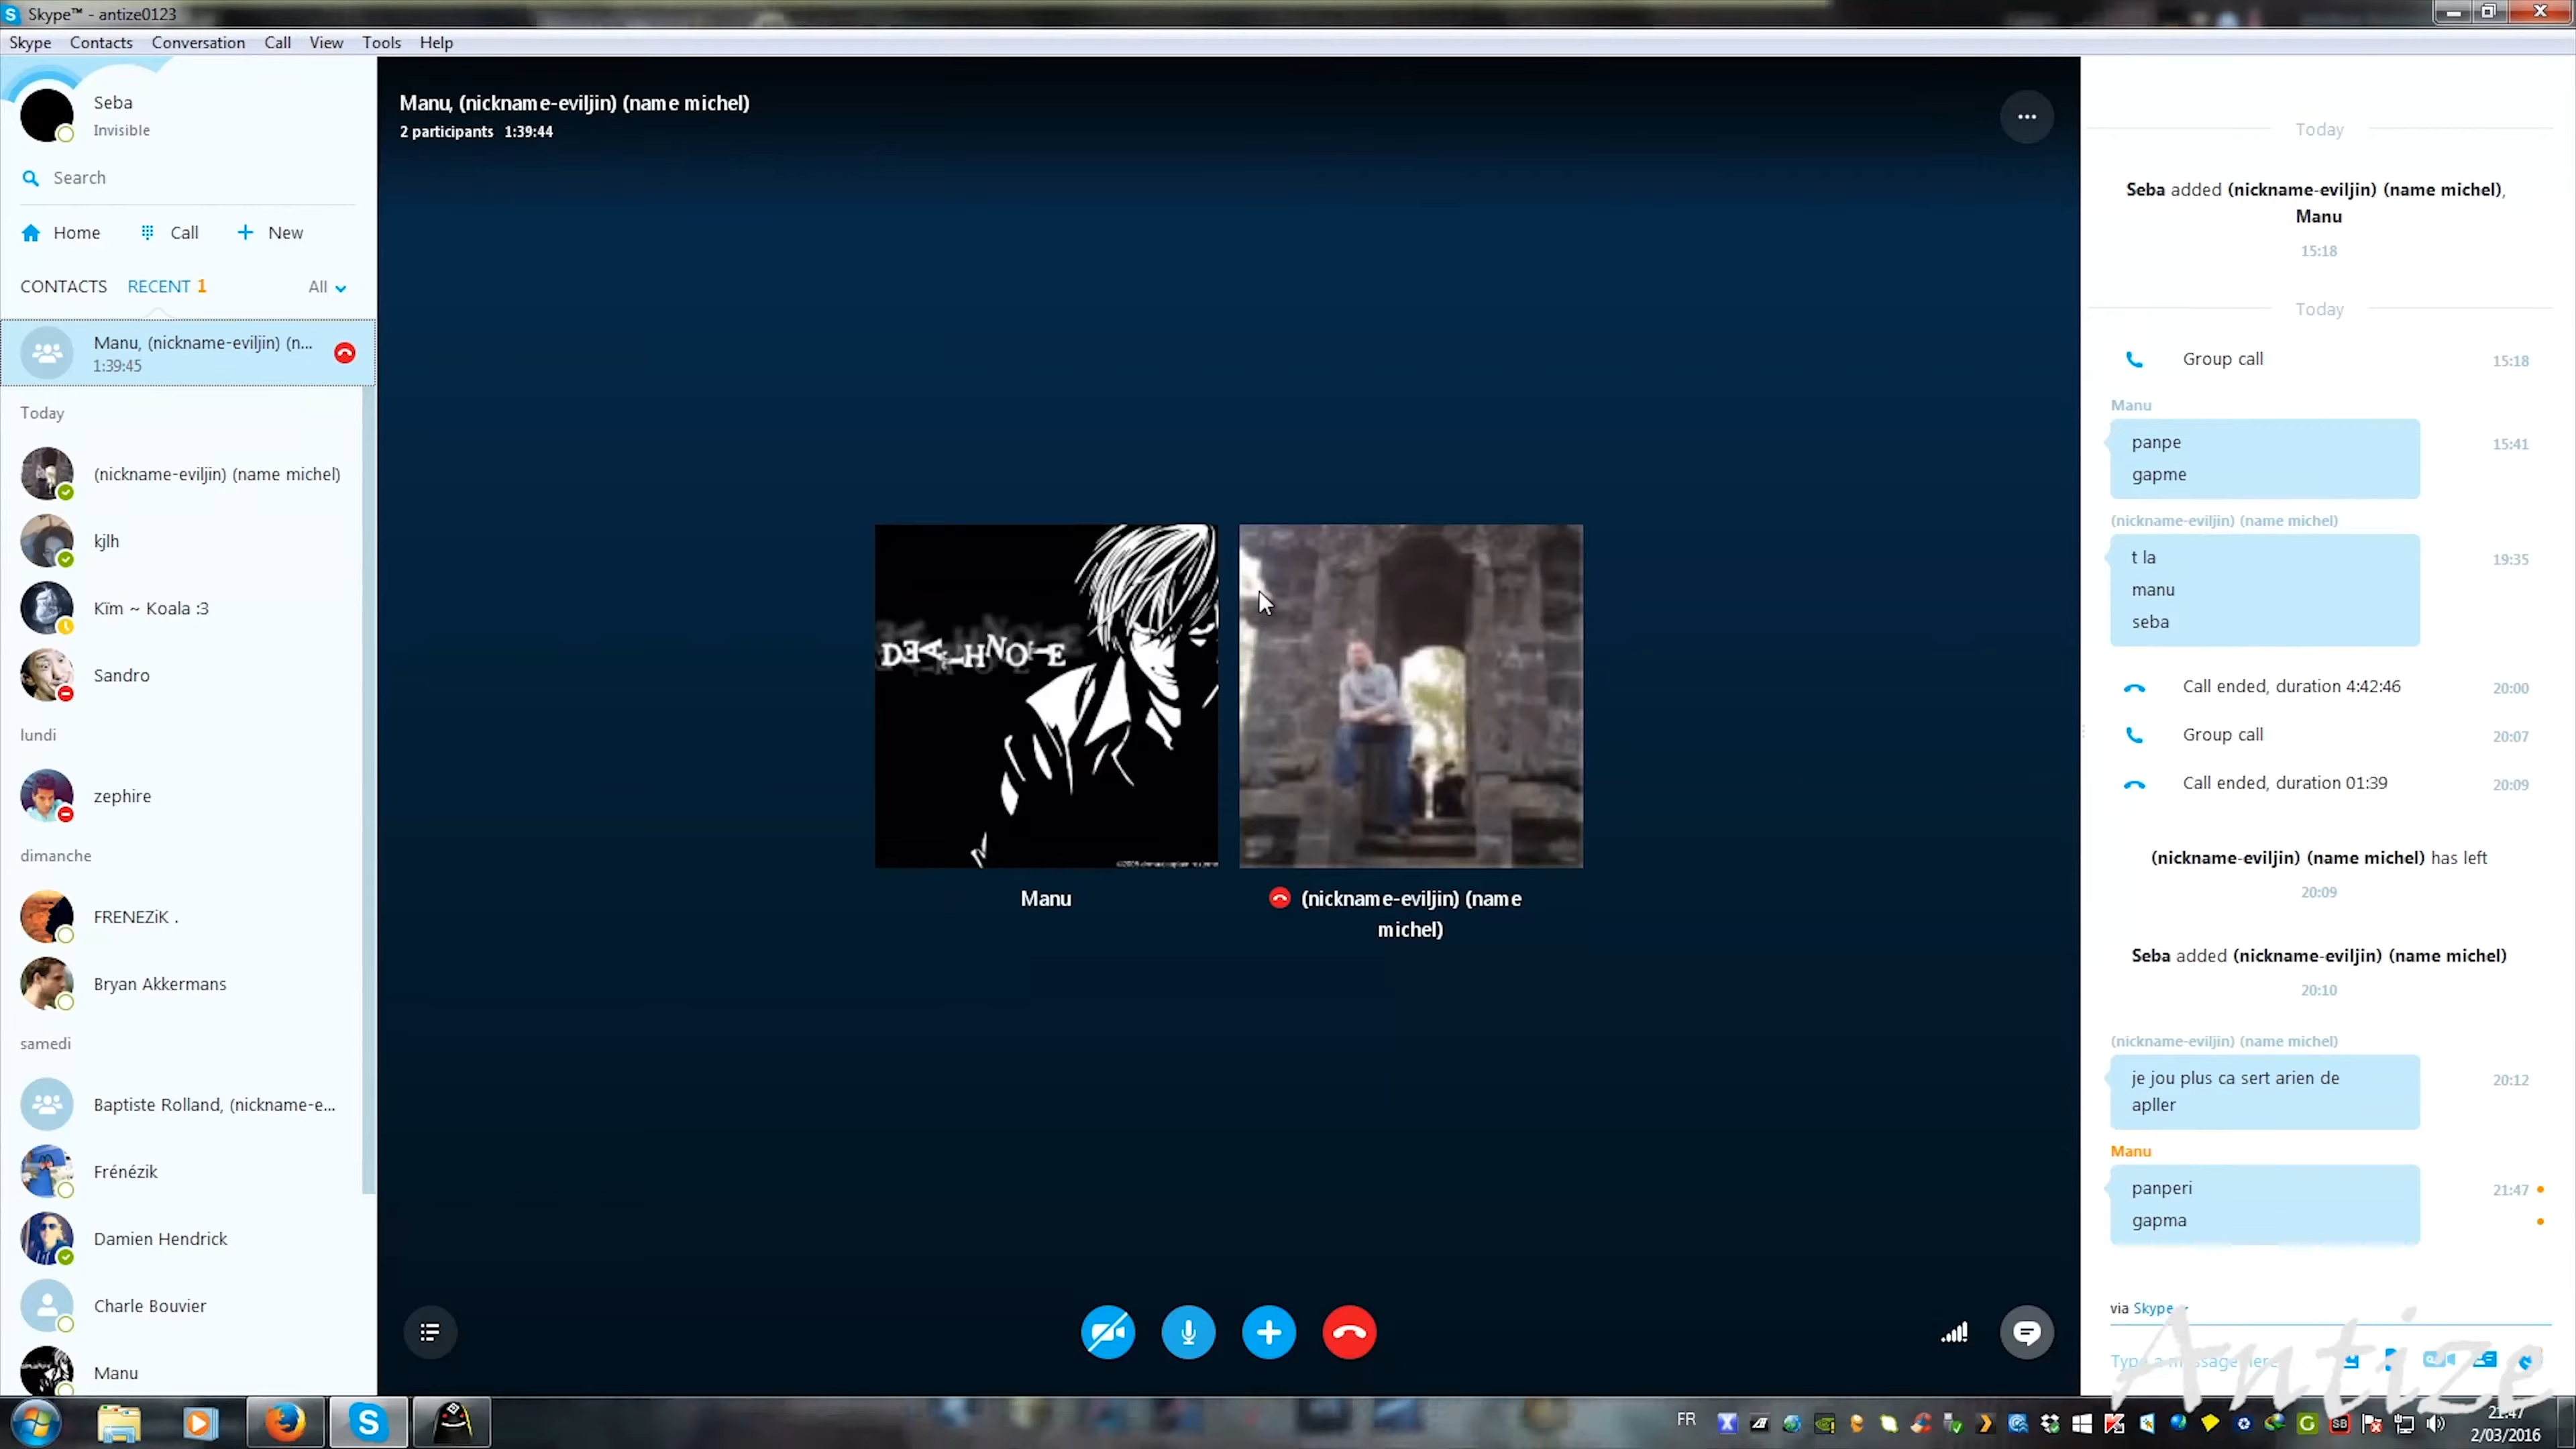 Skype™ - antize0123
Skype Contacts Conversation Call View Tools Help
Seba
Invisible
Search
Home Call New
CONTACTS RECENT 1 All
Manu, (nickname-eviljin) (n...
1:39:45
Today
(nickname-eviljin) (name michel)
kjlh
Kïm ~ Koala :3
Sandro
lundi
zephire
dimanche
FRENEZiK .
Bryan Akkermans
samedi
Baptiste Rolland, (nickname-e...
Frénézik
Damien Hendrick
Charle Bouvier
Manu
Manu, (nickname-eviljin) (name michel)
2 participants 1:39:44
DEATHNOTE
Manu
(nickname-eviljin) (name
michel)
Today
Seba added (nickname-eviljin) (name michel),
Manu
15:18
Today
Group call 15:18
Manu
panpe 15:41
gapme
(nickname-eviljin) (name michel)
t la 19:35
manu
seba
Call ended, duration 4:42:46 20:00
Group call 20:07
Call ended, duration 01:39 20:09
(nickname-eviljin) (name michel) has left
20:09
Seba added (nickname-eviljin) (name michel)
20:10
(nickname-eviljin) (name michel)
je jou plus ca sert arien de 20:12
apller
Manu
panperi 21:47
gapma
via Skype
Type a message here
Antize
FR
21:47
2/03/2016